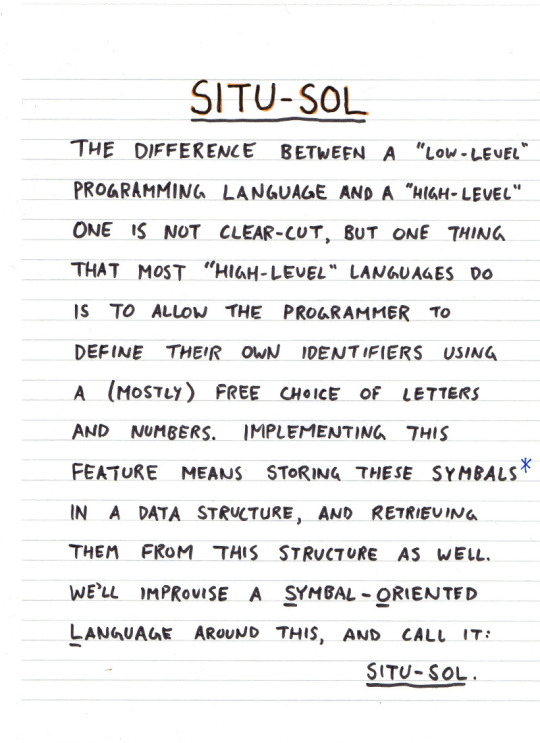 SITU-SOL
THE DIFFERENCE BETWEEN A "LOW-LEVEL"
PROGRAMMING LANGUAGE AND A "HIGH-LEVEL"
ONE IS NOT CLEAR-CUT, BUT ONE THING
THAT MOST "HIGH-LEVEL" LANGUAGES DO
IS TO ALLOW THE PROGRAMMER TO
DEFINE THEIR OWN IDENTIFIERS USING
A (MOSTLY) FREE CHOICE OF LETTERS
AND NUMBERS. IMPLEMENTING THIS
FEATURE MEANS STORING THESE SYMBALS*
IN A DATA STRUCTURE, AND RETRIEVING
THEM FROM THIS STRUCTURE AS WELL.
WE'LL IMPROVISE A SYMBAL-ORIENTED
LANGUAGE AROUND THIS, AND CALL IT:
SITU-SOL.